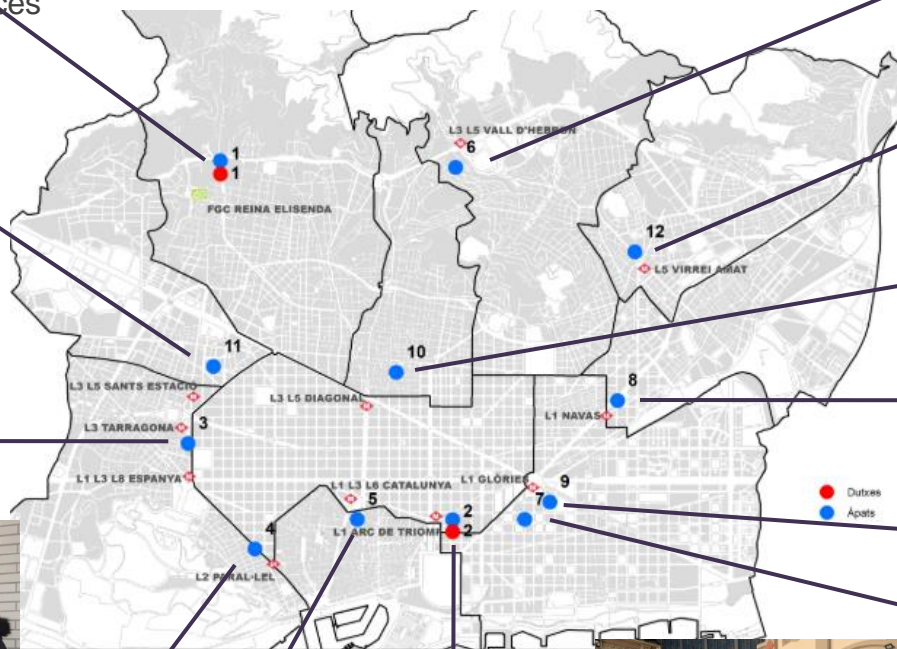 ces
L3 L5 VALL D'HEBRON
6
1
1
FGC REINA ELISENDA
12
L5 VIRREI AMAT
11
10
L3 L5 SANTS ESTACIÓ
L3 L5 DIAGONAL
8
L1 NAVAS
L3 TARRAGONA
3
L1 L3 L8 ESPANYA
L1 L3 L6 CATALUNYA
L1 GLÒRIES
9
Dutxes
Àpats
5
7
2
L1 ARC DE TRIOMF
2
4
L2 PARAL·LEL